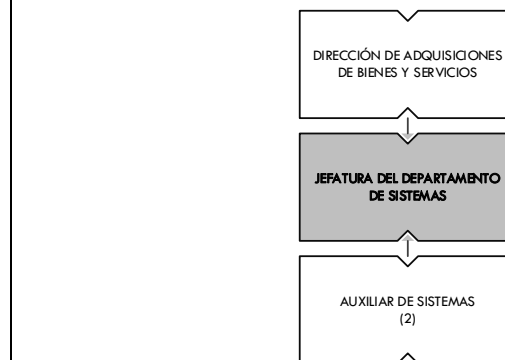 DIRECCIÓN DE ADQUISICIONES
DE BIENES Y SERVICIOS
JEFATURA DEL DEPARTAMENTO
DE SISTEMAS
AUXILIAR DE SISTEMAS
(2)